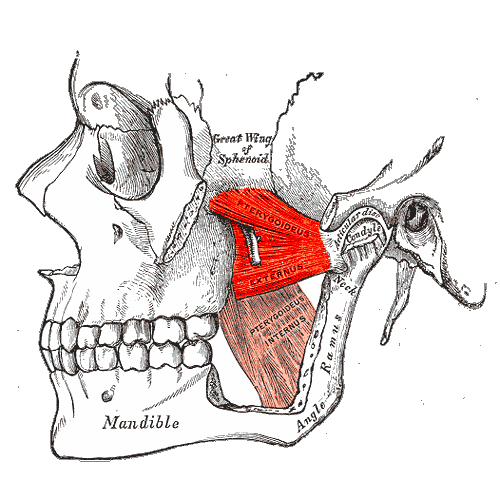 Great Wing
of
Sphenoid
PTERYGOIDEUS
EXTERNUS
Articular disc
Condyle
Neck
PTERYGOIDEUS
INTERNUS
Ramus
Angle
Mandible